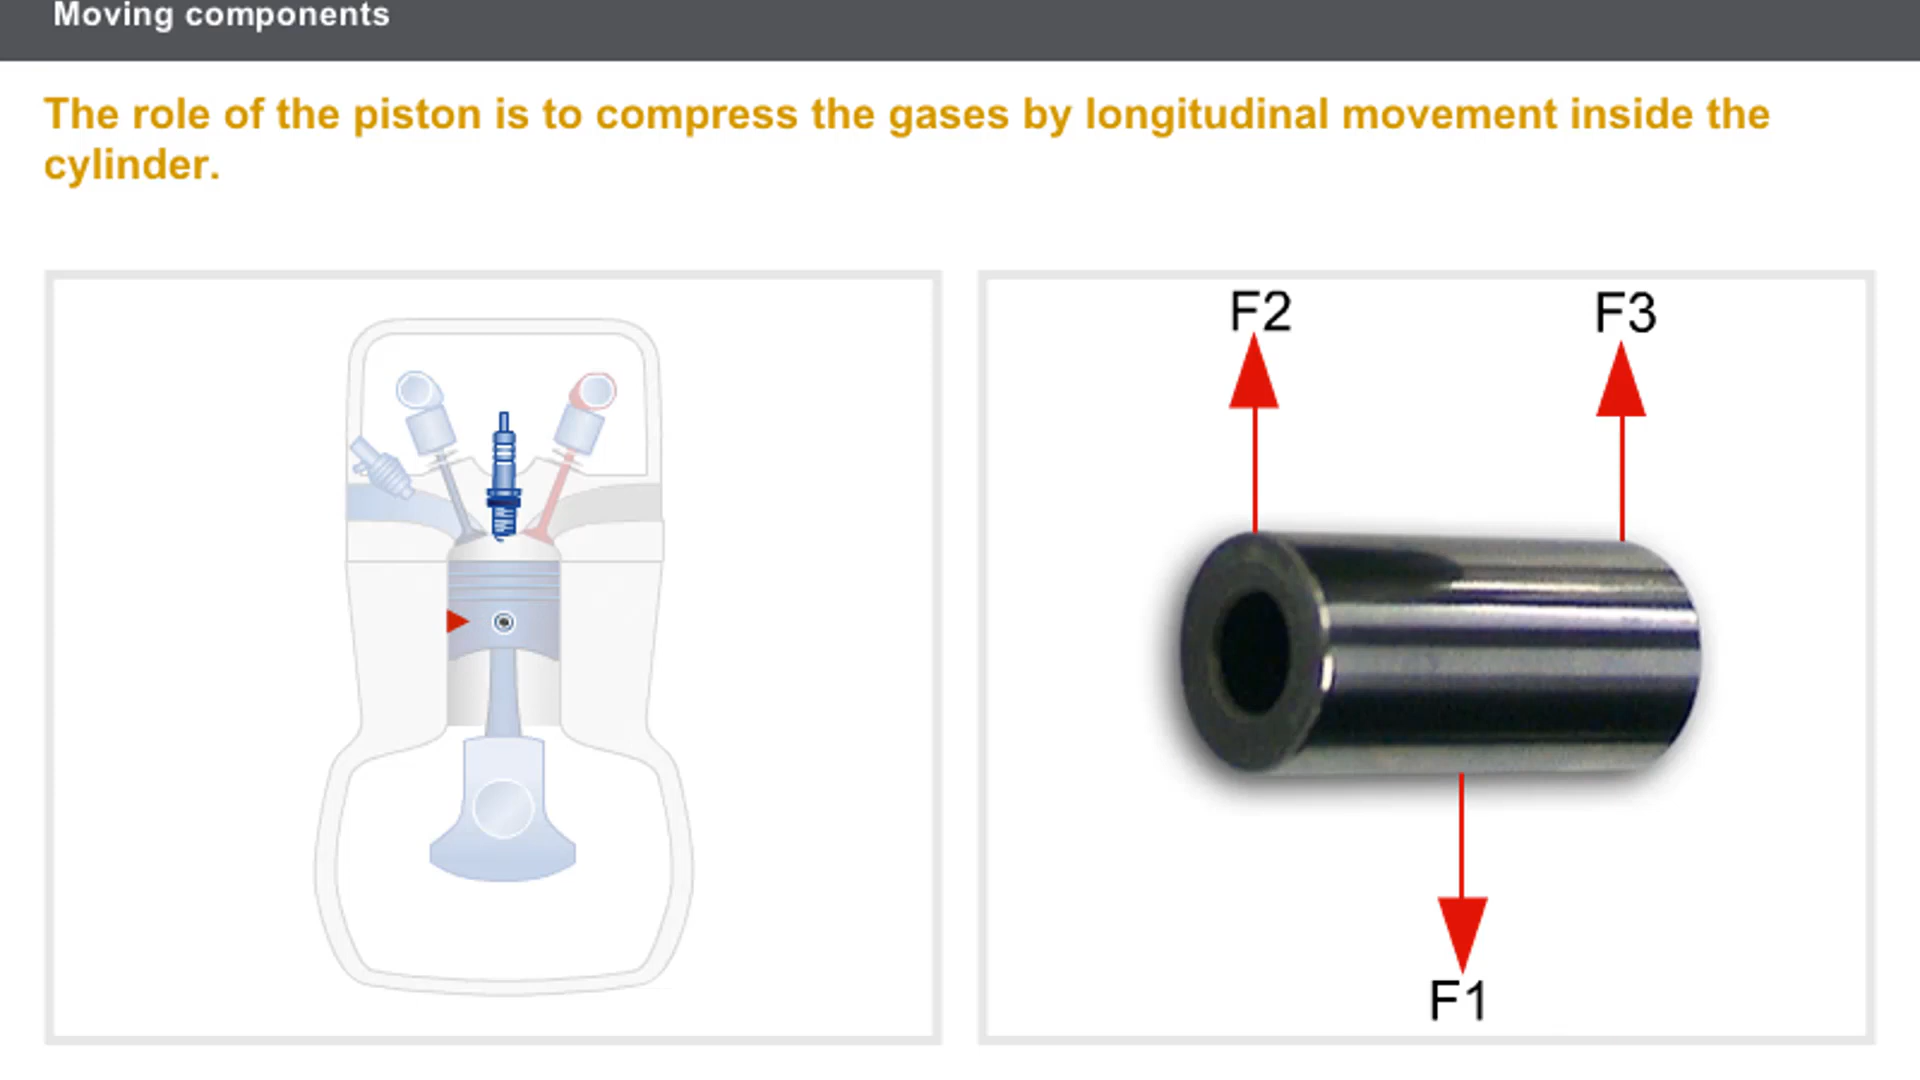 Moving components
The role of the piston is to compress the gases by longitudinal movement inside the
cylinder.
F2
F3
F1